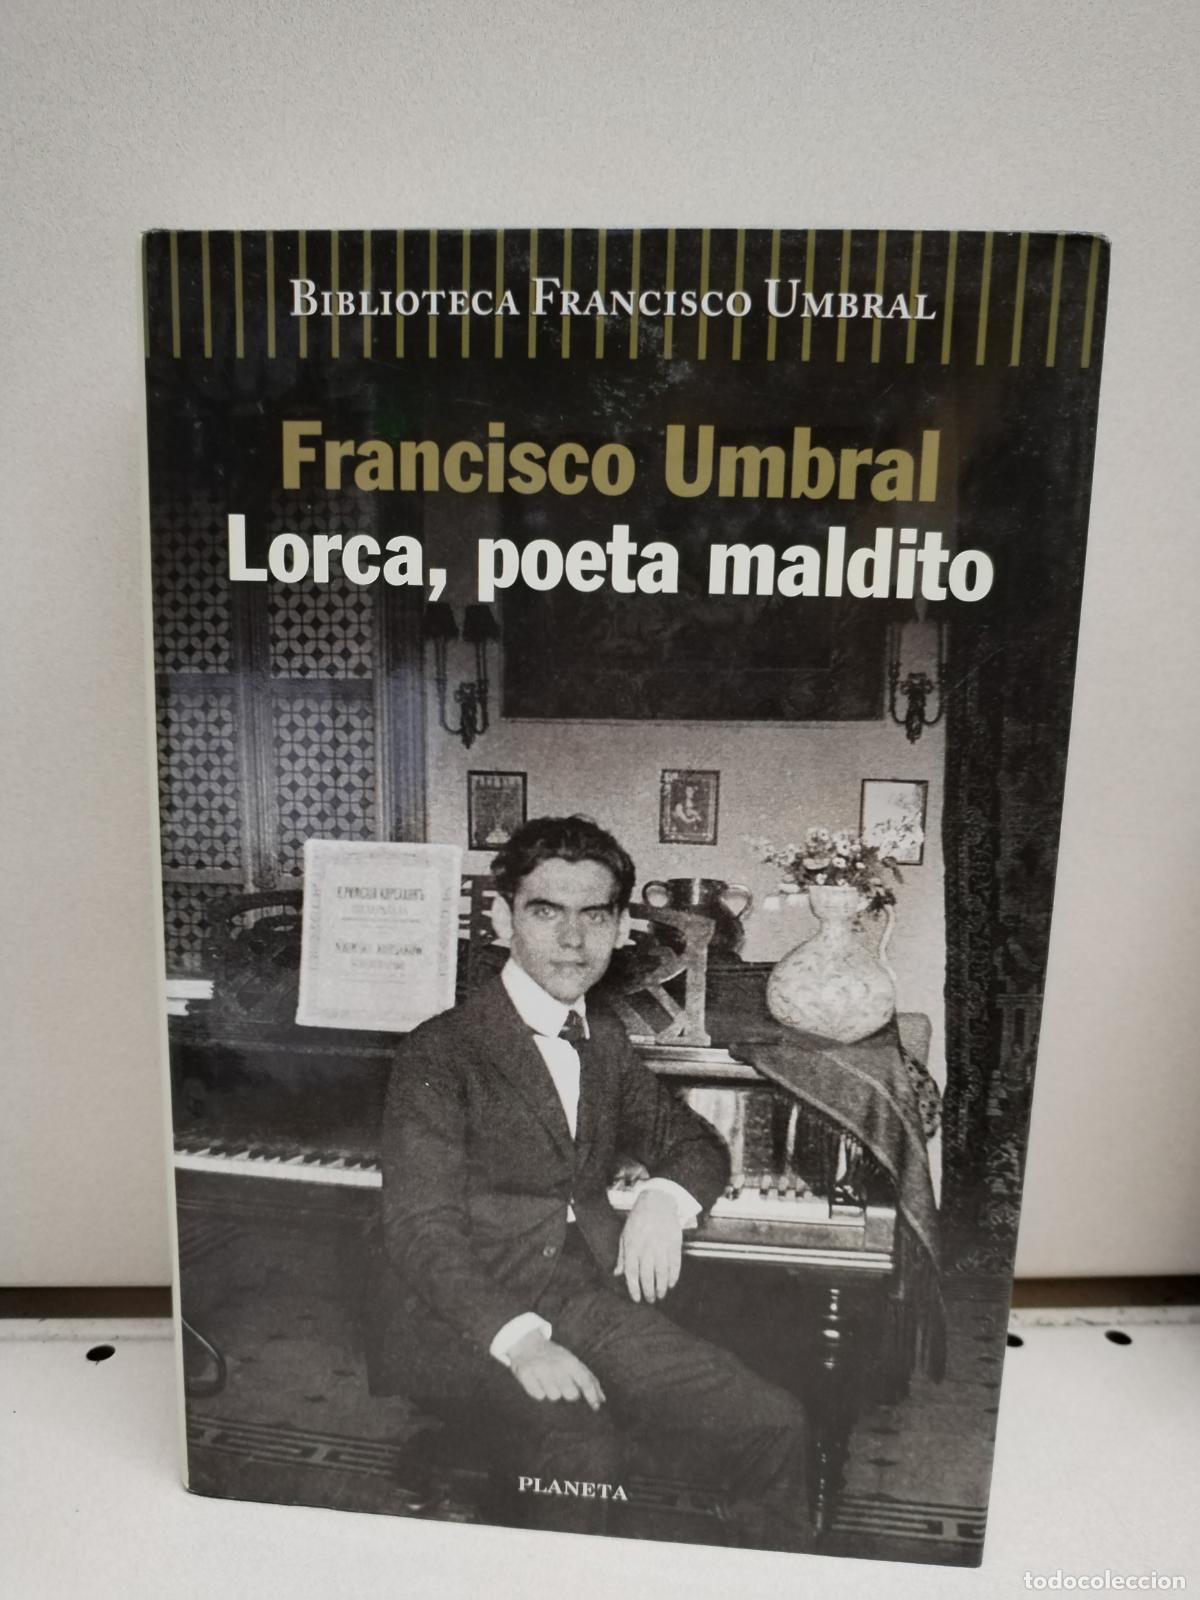 BIBLIOTECA FRANCISCO UMBRAL
Francisco Umbral
Lorca, poeta maldito
PLANETA
todocoleccion